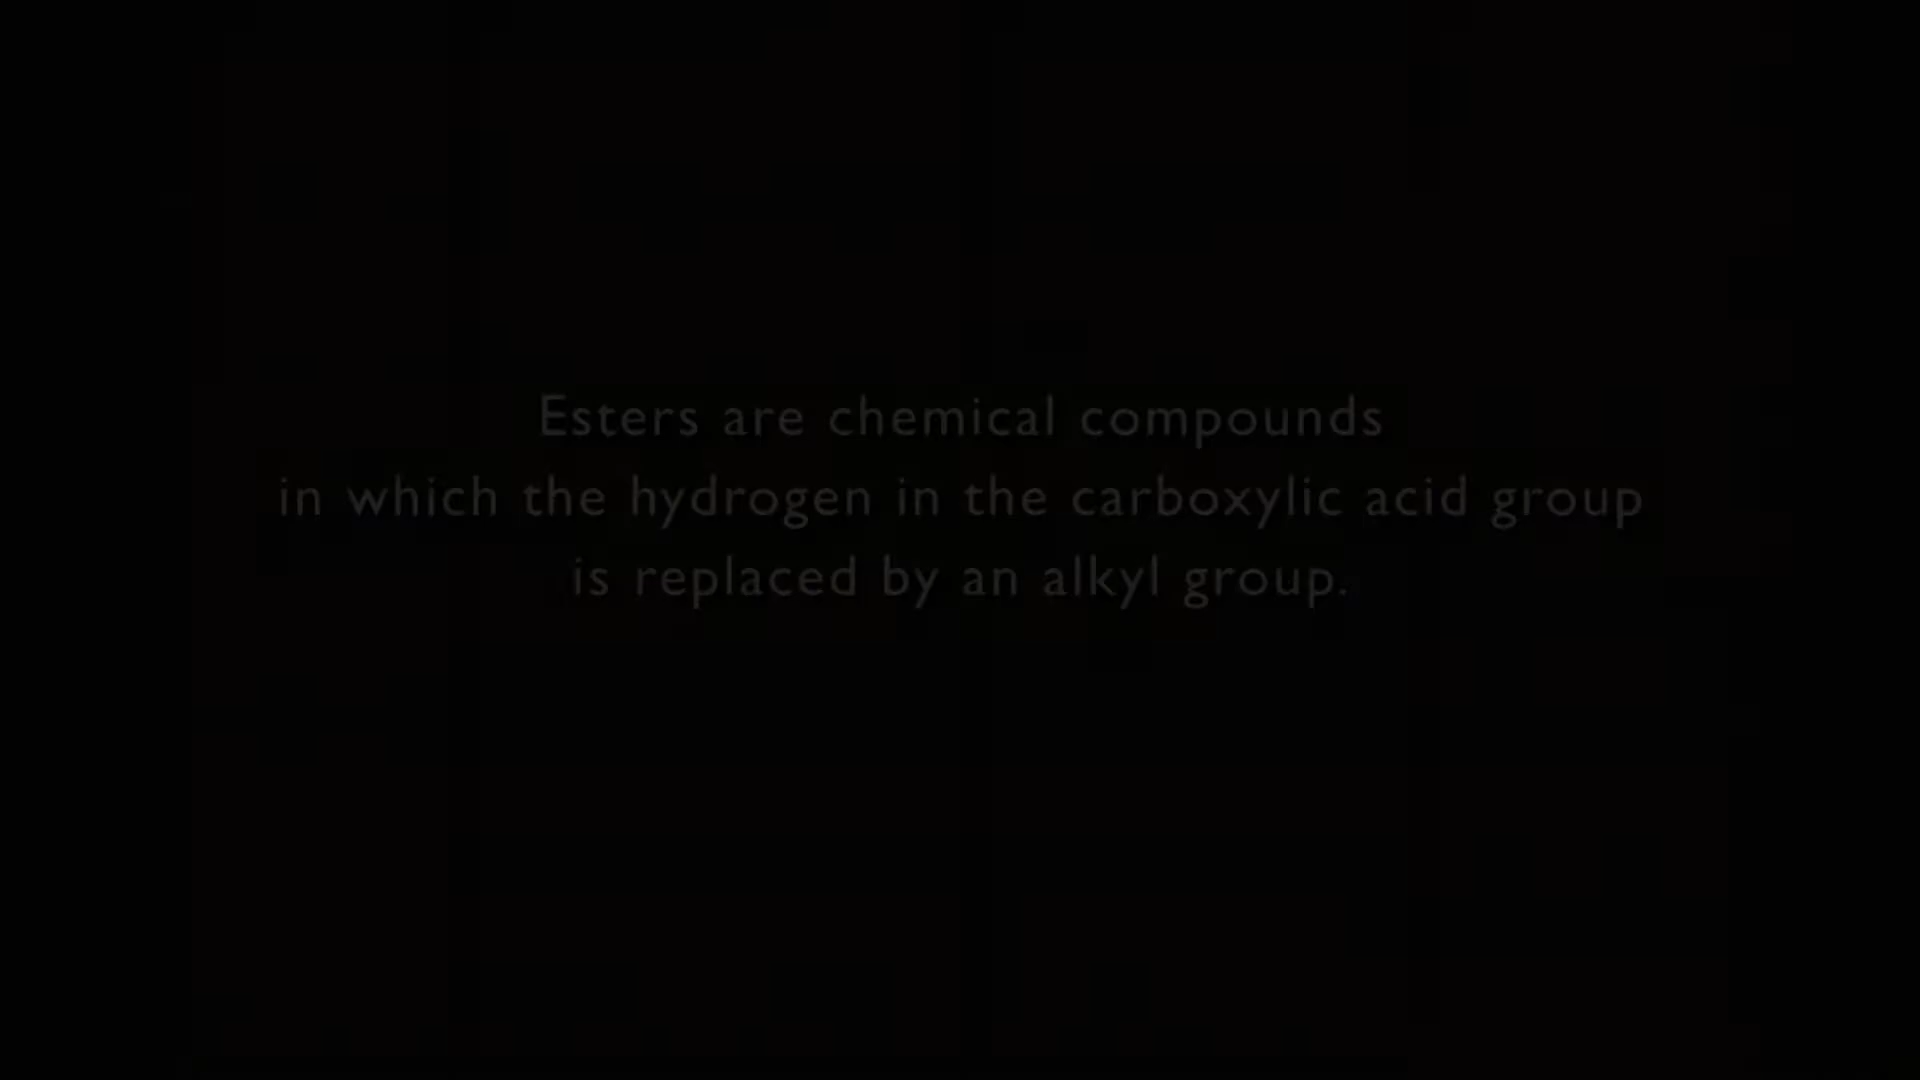 Esters are chemical compounds
in which the hydrogen in the carboxylic acid group
is replaced by an alkyl group.